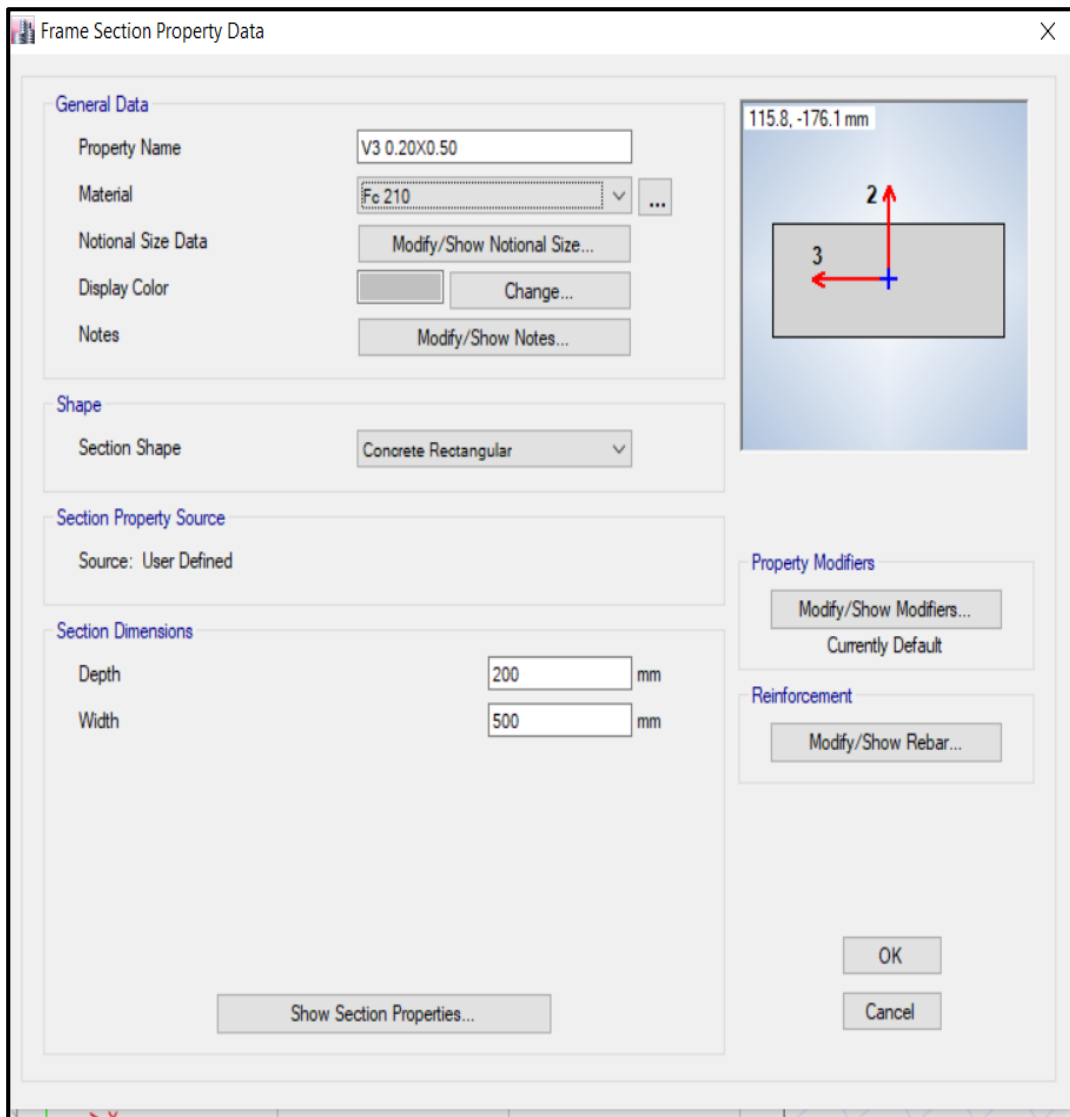 Frame Section Property Data
General Data
Property Name
V3 0.20X0.50
Material
Fc 210
...
Notional Size Data
Modify/Show Notional Size...
Display Color
Change...
Notes
Modify/Show Notes...
115.8, -176.1 mm
2
3
Shape
Section Shape
Concrete Rectangular
Section Property Source
Source: User Defined
Property Modifiers
Modify/Show Modifiers...
Currently Default
Section Dimensions
Depth
200 mm
Width
500 mm
Reinforcement
Modify/Show Rebar...
Show Section Properties...
OK
Cancel